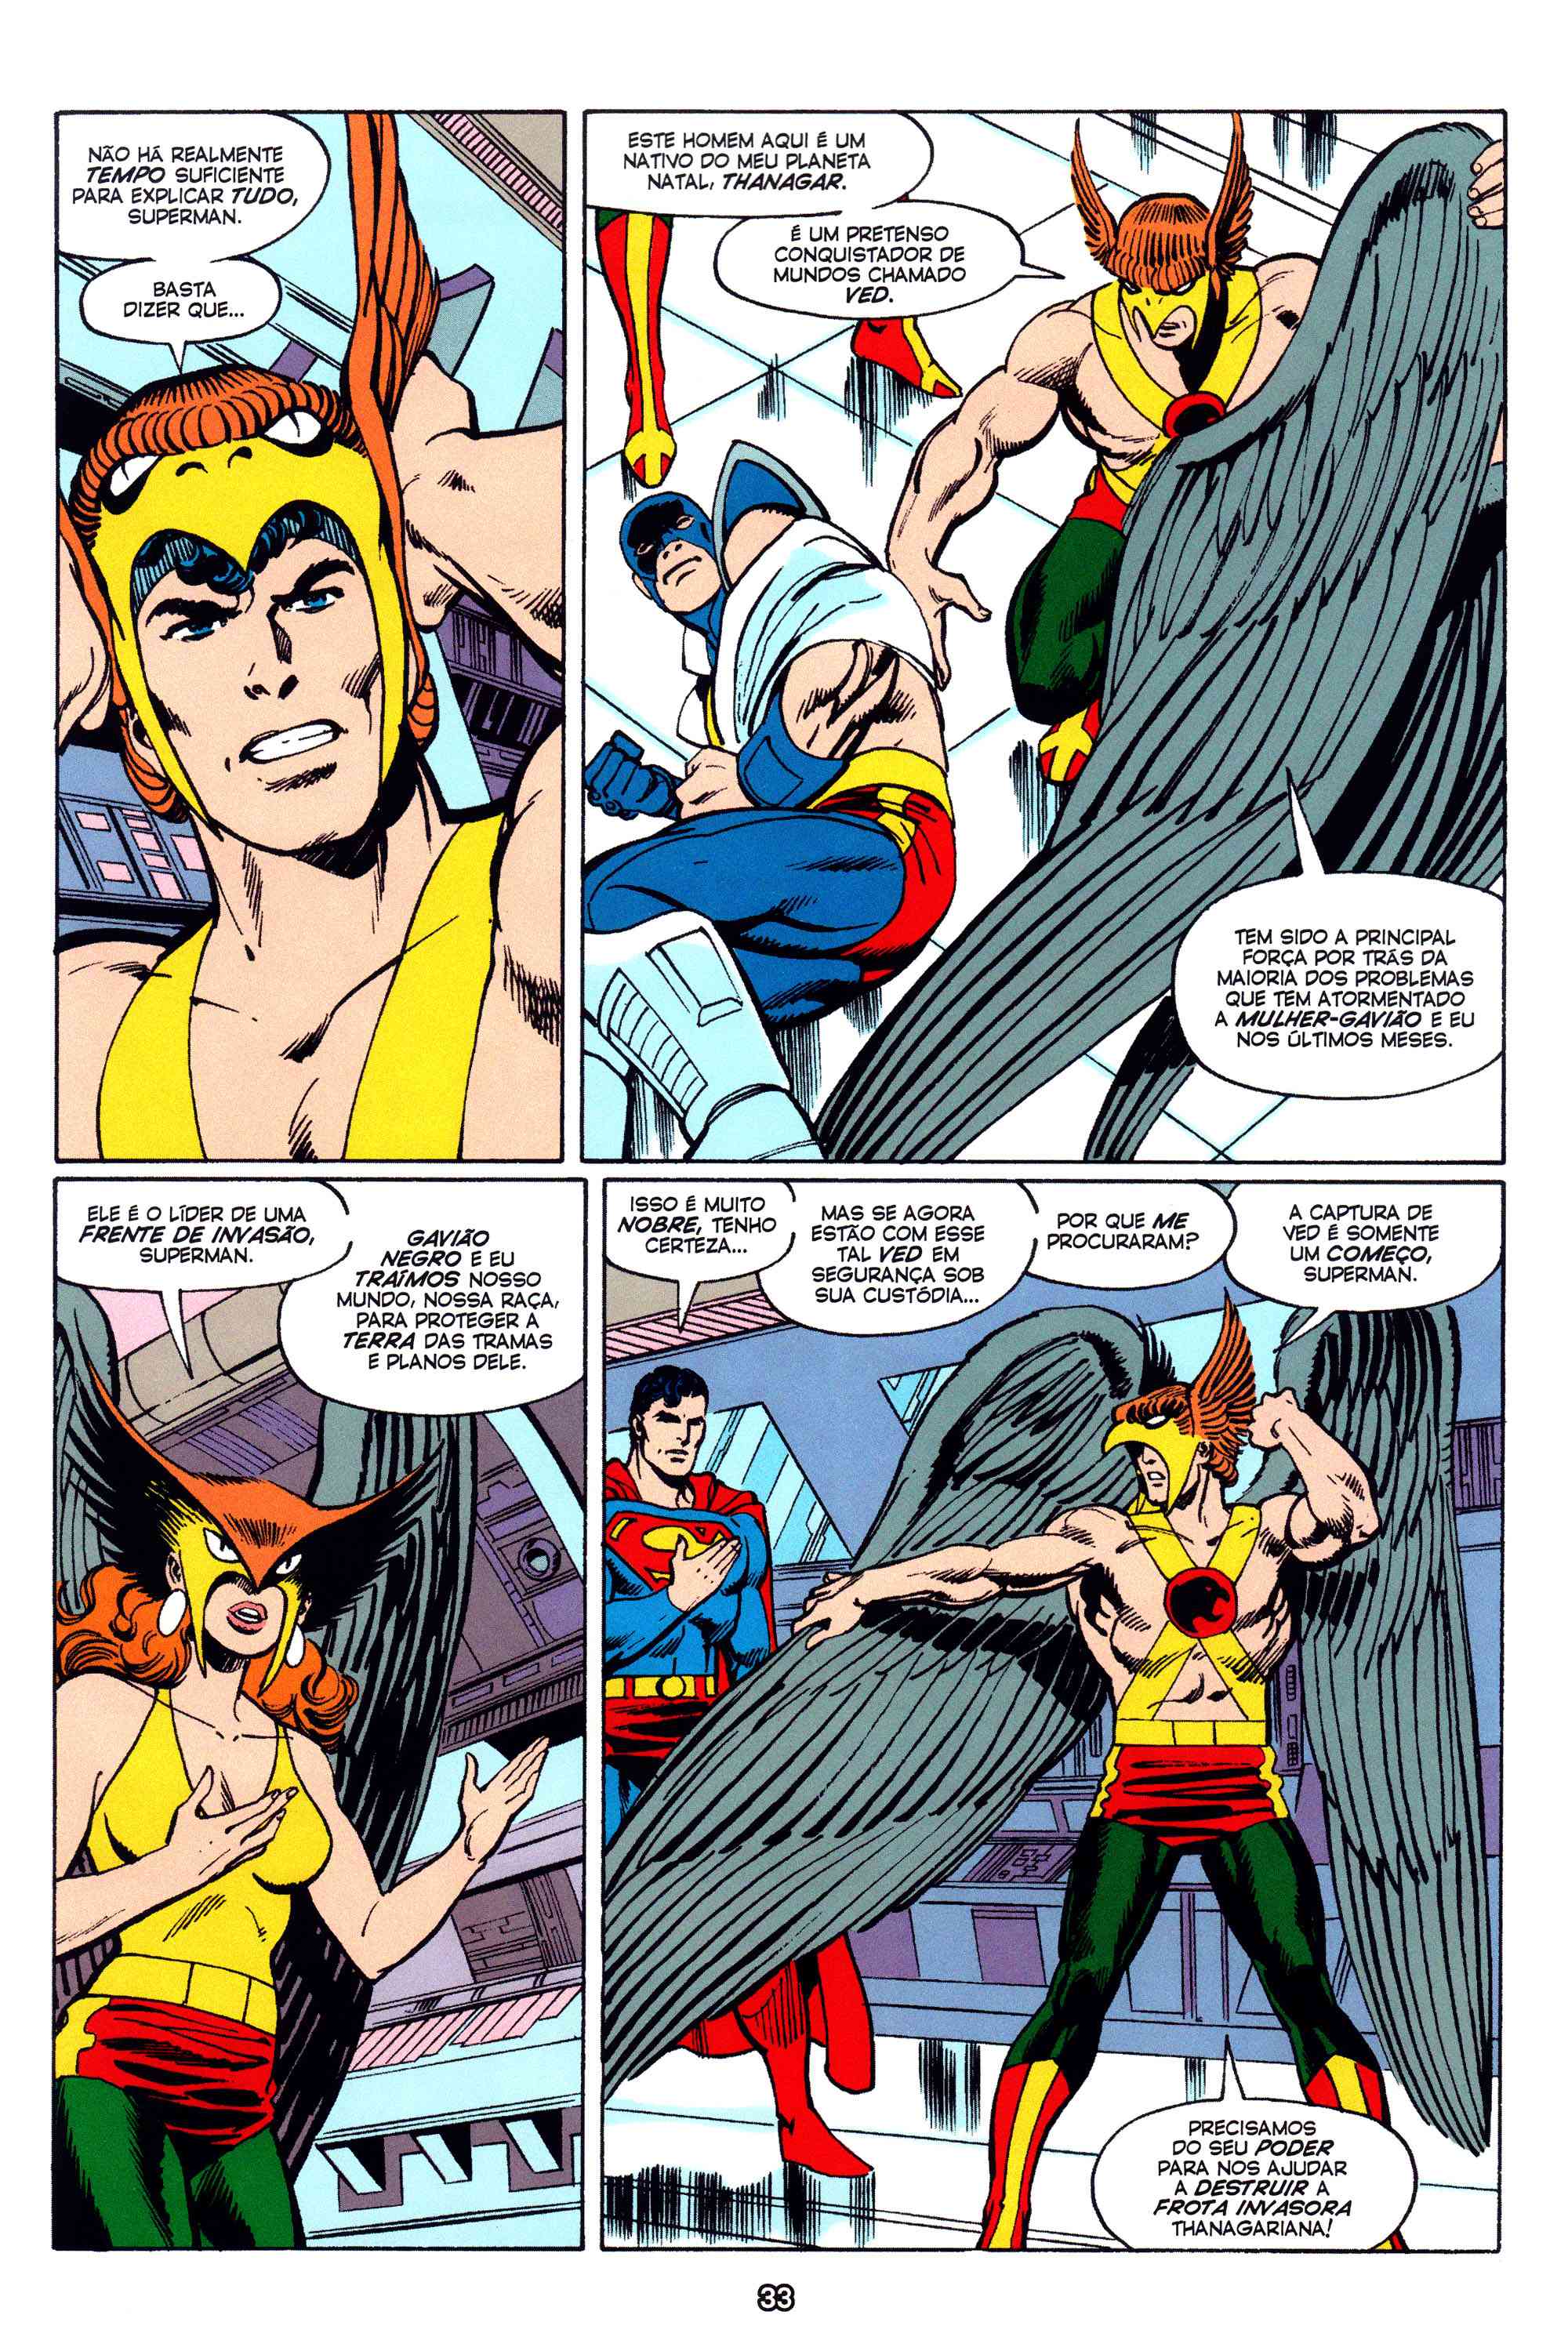 NÃO HÁ REALMENTE
TEMPO SUFICIENTE
PARA EXPLICAR TUDO,
SUPERMAN.
BASTA
DIZER QUE...
ESTE HOMEM AQUI É UM
NATIVO DO MEU PLANETA
NATAL, THANAGAR.
É UM PRETENSO
CONQUISTADOR DE
MUNDOS CHAMADO
VED.
TEM SIDO A PRINCIPAL
FORÇA POR TRÁS DA
MAIORIA DOS PROBLEMAS
QUE TEM ATORMENTADO
A MULHER-GAVIÃO E EU
NOS ÚLTIMOS MESES.
ELE É O LÍDER DE UMA
FRENTE DE INVASÃO,
SUPERMAN.
GAVIÃO
NEGRO E EU
TRAÍMOS NOSSO
MUNDO, NOSSA RAÇA,
PARA PROTEGER A
TERRA DAS TRAMAS
E PLANOS DELE.
ISSO É MUITO
NOBRE, TENHO
CERTEZA...
MAS SE AGORA
ESTÃO COM ESSE
TAL VED EM
SEGURANÇA SOB
SUA CUSTÓDIA...
POR QUE ME
PROCURARAM?
A CAPTURA DE
VED É SOMENTE
UM COMEÇO,
SUPERMAN.
PRECISAMOS
DO SEU PODER
PARA NOS AJUDAR
A DESTRUIR A
FROTA INVASORA
THANAGARIANA!
33